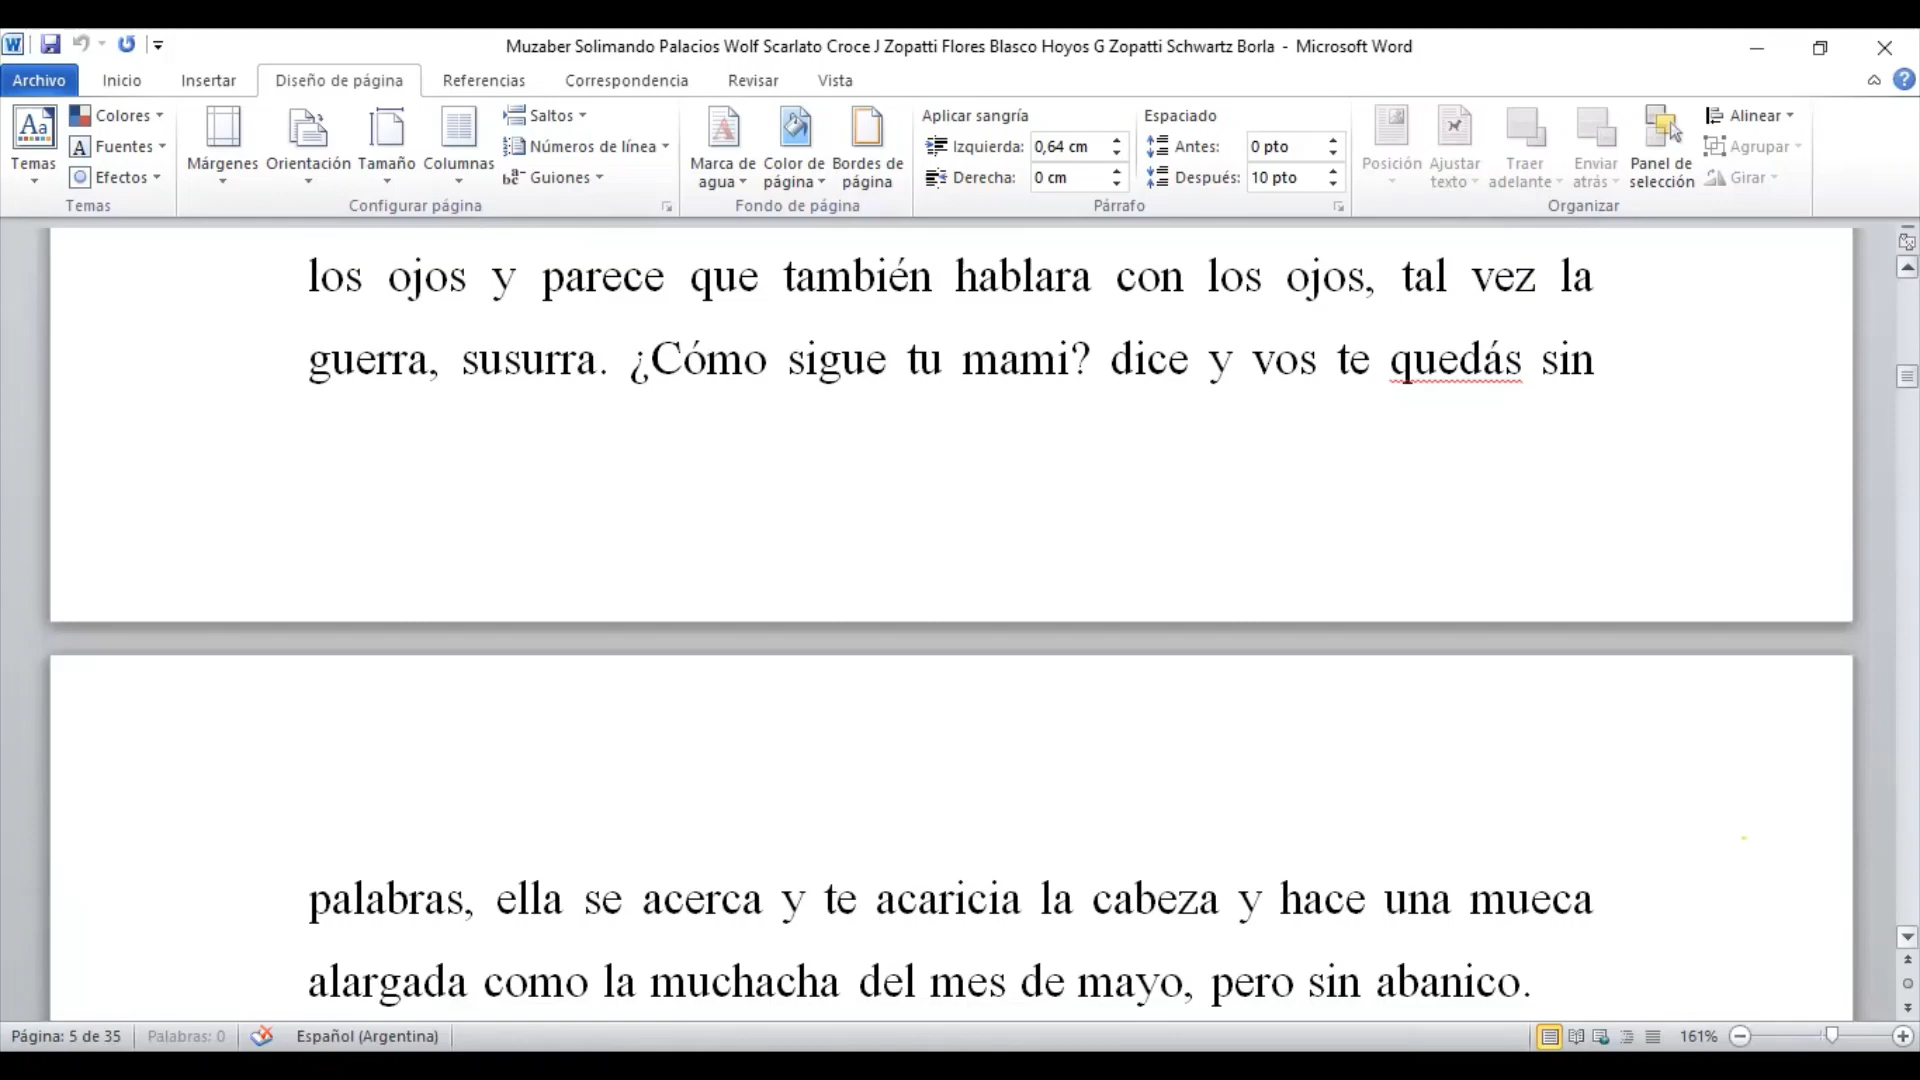 Muzaber Solimando Palacios Wolf Scarlato Croce J Zopatti Flores Blasco Hoyos G Zopatti Schwartz Borla - Microsoft Word
Archivo Inicio Insertar Diseño de página Referencias Correspondencia Revisar Vista
Temas
Colores
Fuentes
Efectos
Temas
Márgenes
Orientación
Tamaño
Columnas
Saltos
Números de línea
Guiones
Configurar página
Marca de agua
Color de página
Bordes de página
Fondo de página
Aplicar sangría
Izquierda: 0,64 cm
Derecha: 0 cm
Espaciado
Antes: 0 pto
Después: 10 pto
Párrafo
Posición
Ajustar texto
Traer adelante
Enviar atrás
Panel de selección
Alinear
Agrupar
Girar
Organizar
los ojos y parece que también hablara con los ojos, tal vez la
guerra, susurra. ¿Cómo sigue tu mami? dice y vos te quedás sin
palabras, ella se acerca y te acaricia la cabeza y hace una mueca
alargada como la muchacha del mes de mayo, pero sin abanico.
Página: 5 de 35 Palabras: 0 Español (Argentina) 161%